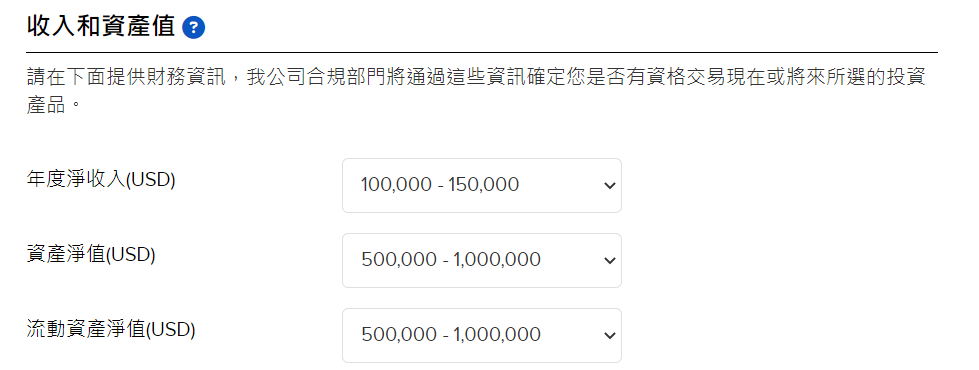 收入和資產值 ?
請在下面提供財務資訊，我公司合規部門將通過這些資訊確定您是否有資格交易現在或將來所選的投資
產品。
年度淨收入(USD) 100,000 - 150,000
資產淨值(USD) 500,000 - 1,000,000
流動資產淨值(USD) 500,000 - 1,000,000